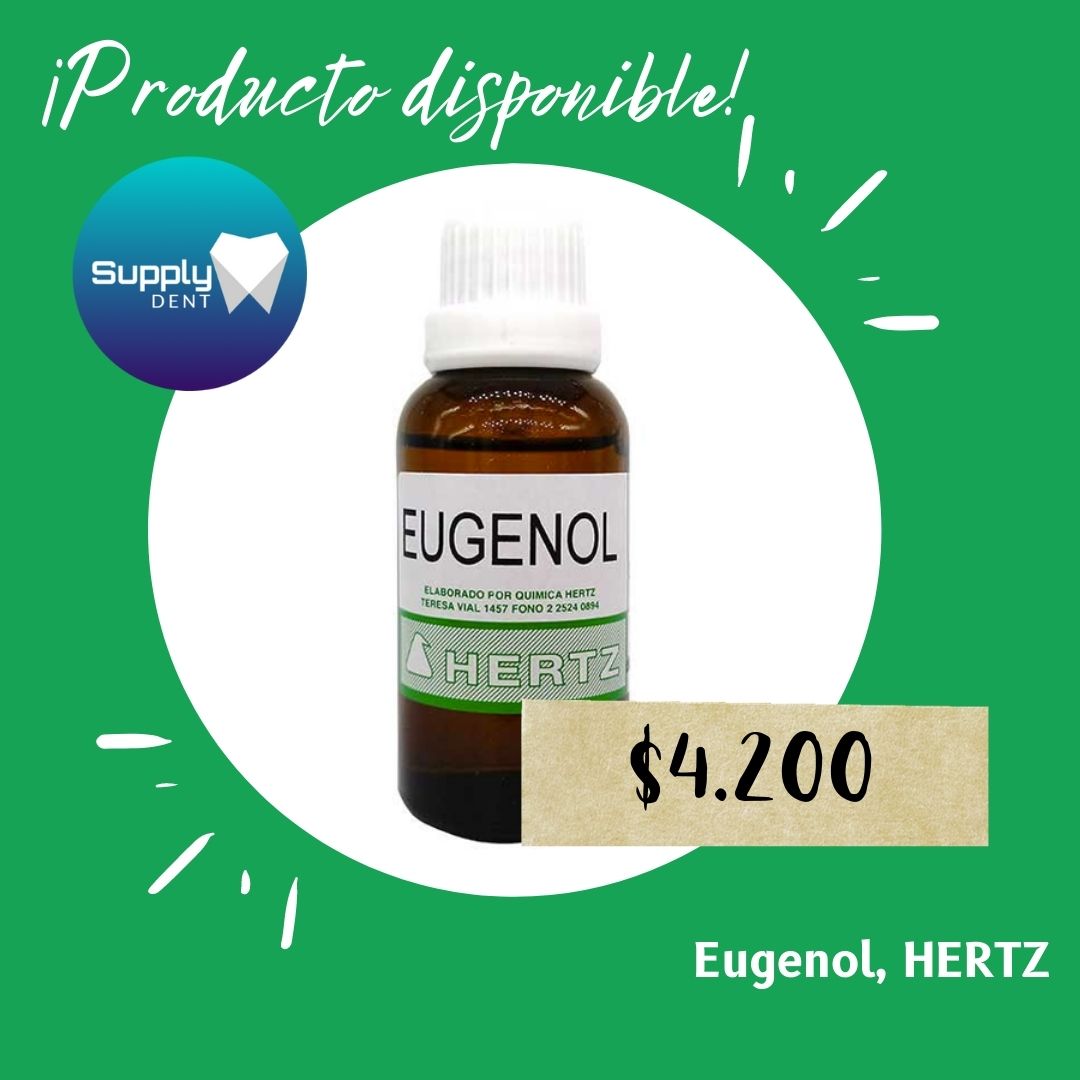 ¡Producto disponible!
Supply
DENT
EUGENOL
ELABORADO POR QUIMICA HERTZ
TERESA VIAL 1457 FONO 2 2524 0894
HERTZ
$4.200
Eugenol, HERTZ